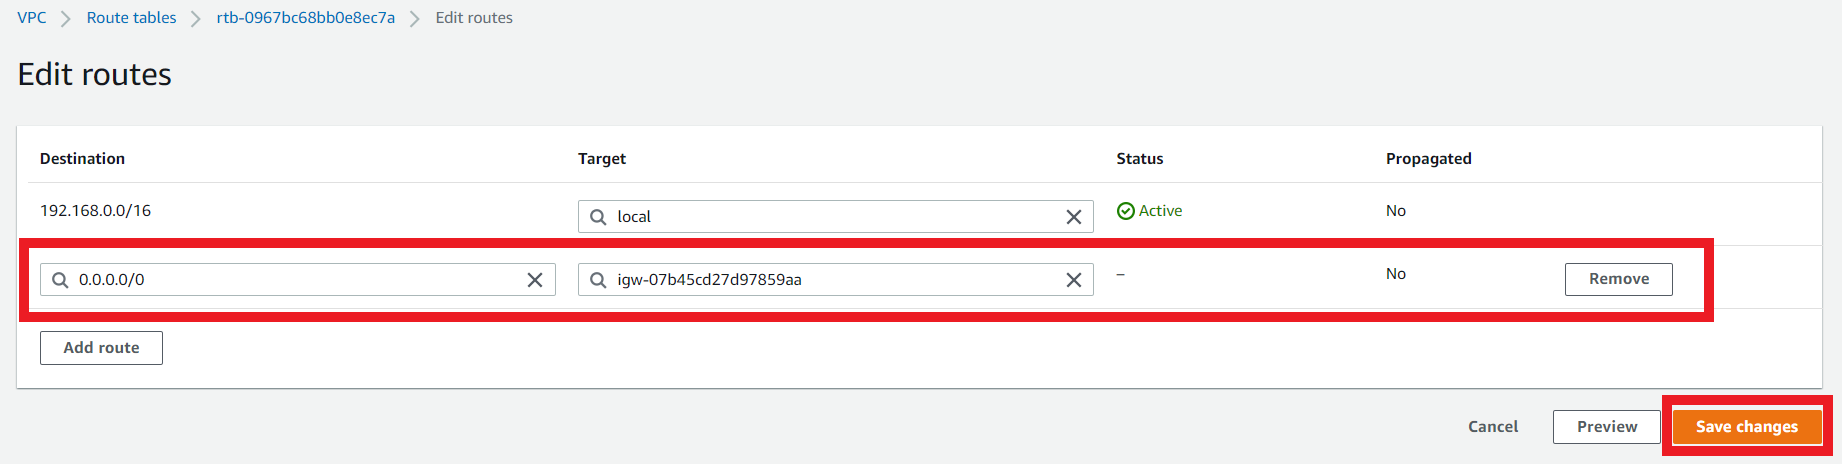 VPC > Route tables > rtb-0967bc68bb0e8ec7a > Edit routes
Edit routes
Destination Target Status Propagated
192.168.0.0/16 local Active No
0.0.0.0/0 igw-07b45cd27d97859aa – No Remove
Add route
Cancel Preview Save changes